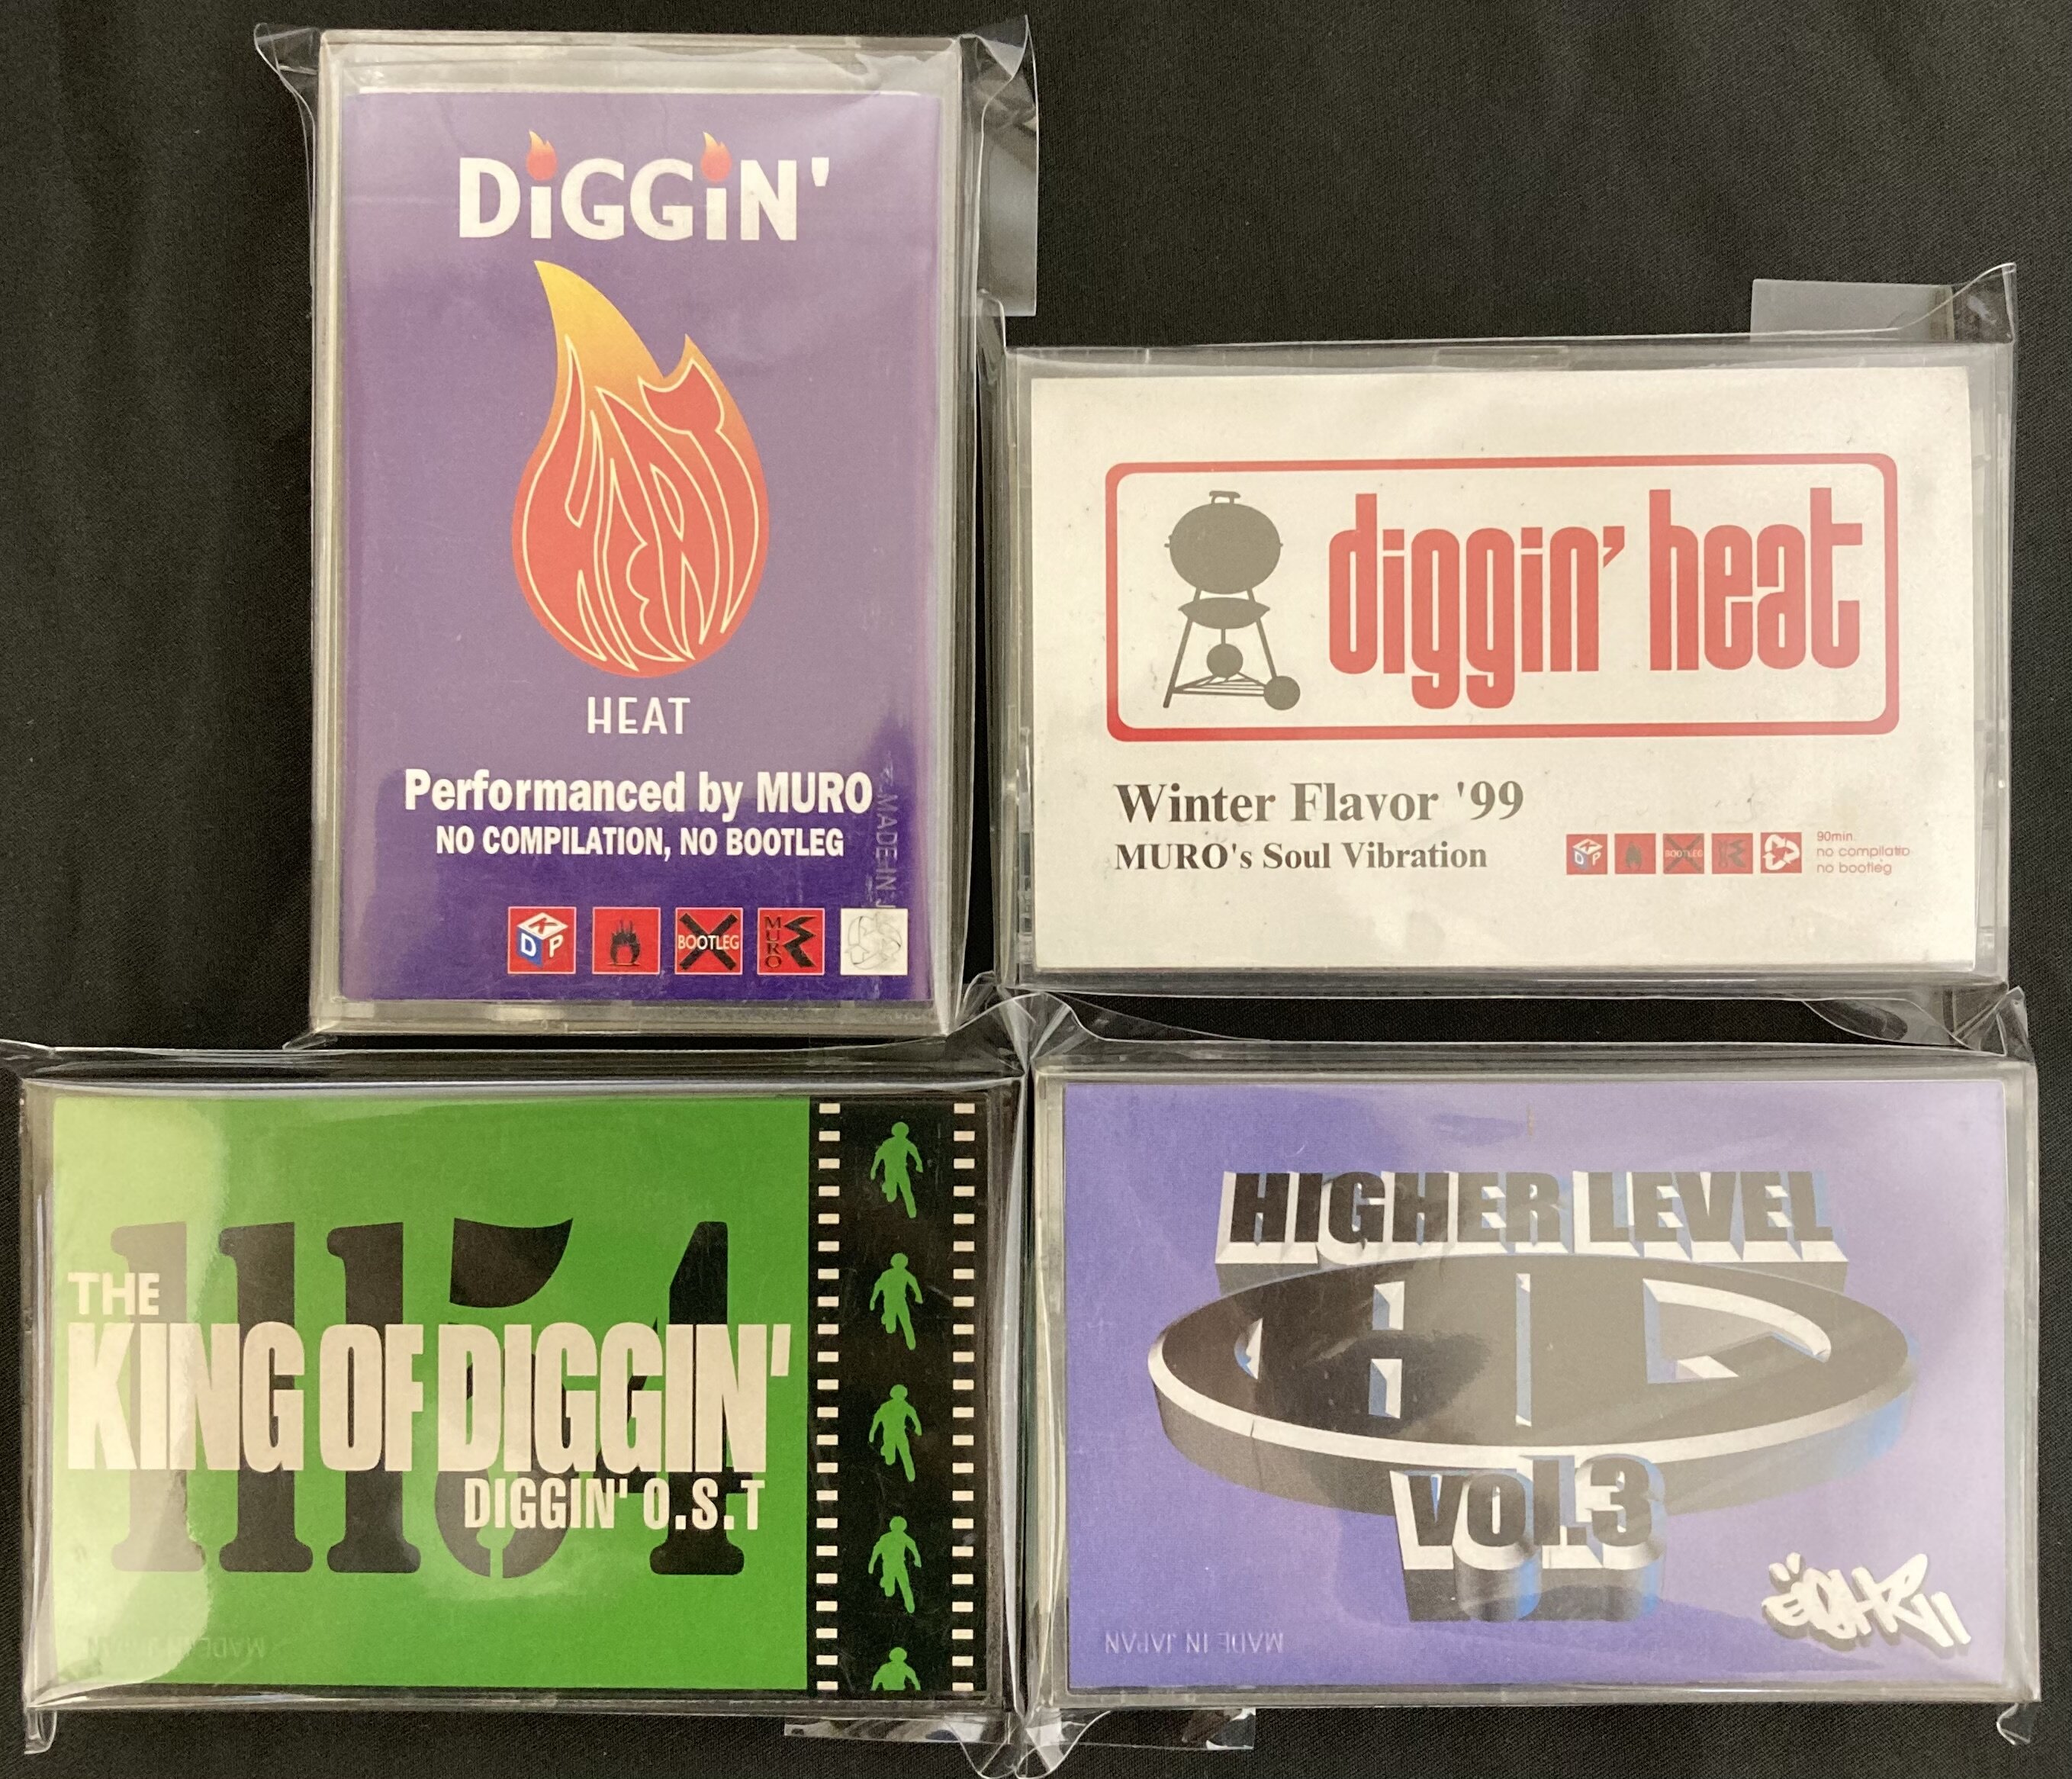 DiGGiN'
HEAT
HEAT
Performanced by MURO
NO COMPILATION, NO BOOTLEG
MADE IN J
K D P
BOOTLEG
MURO
diggin' heat
Winter Flavor '99
MURO's Soul Vibration
K D P
BOOTLEG
90min.
no compilatio
no bootleg
THE
KING OF DIGGIN'
DIGGIN' O.S.T
MADE IN JAPAN
HIGHER LEVEL
VOL.3
MADE IN JAPAN